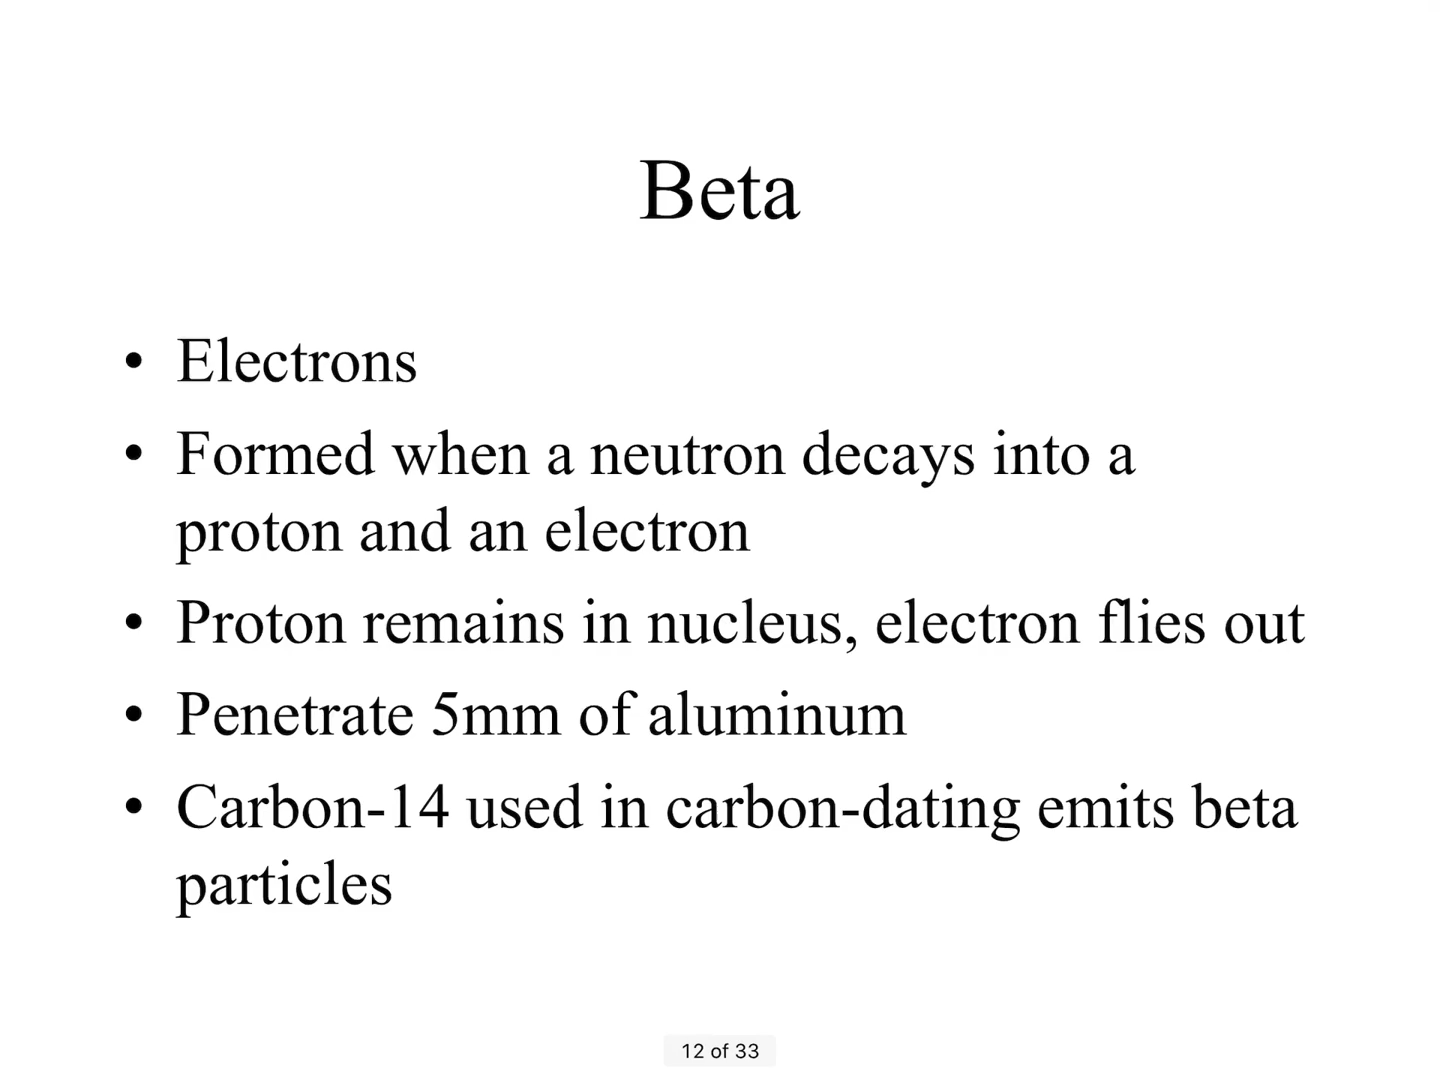 Beta
• Electrons
• Formed when a neutron decays into a
proton and an electron
• Proton remains in nucleus, electron flies out
• Penetrate 5mm of aluminum
• Carbon-14 used in carbon-dating emits beta
particles
12 of 33